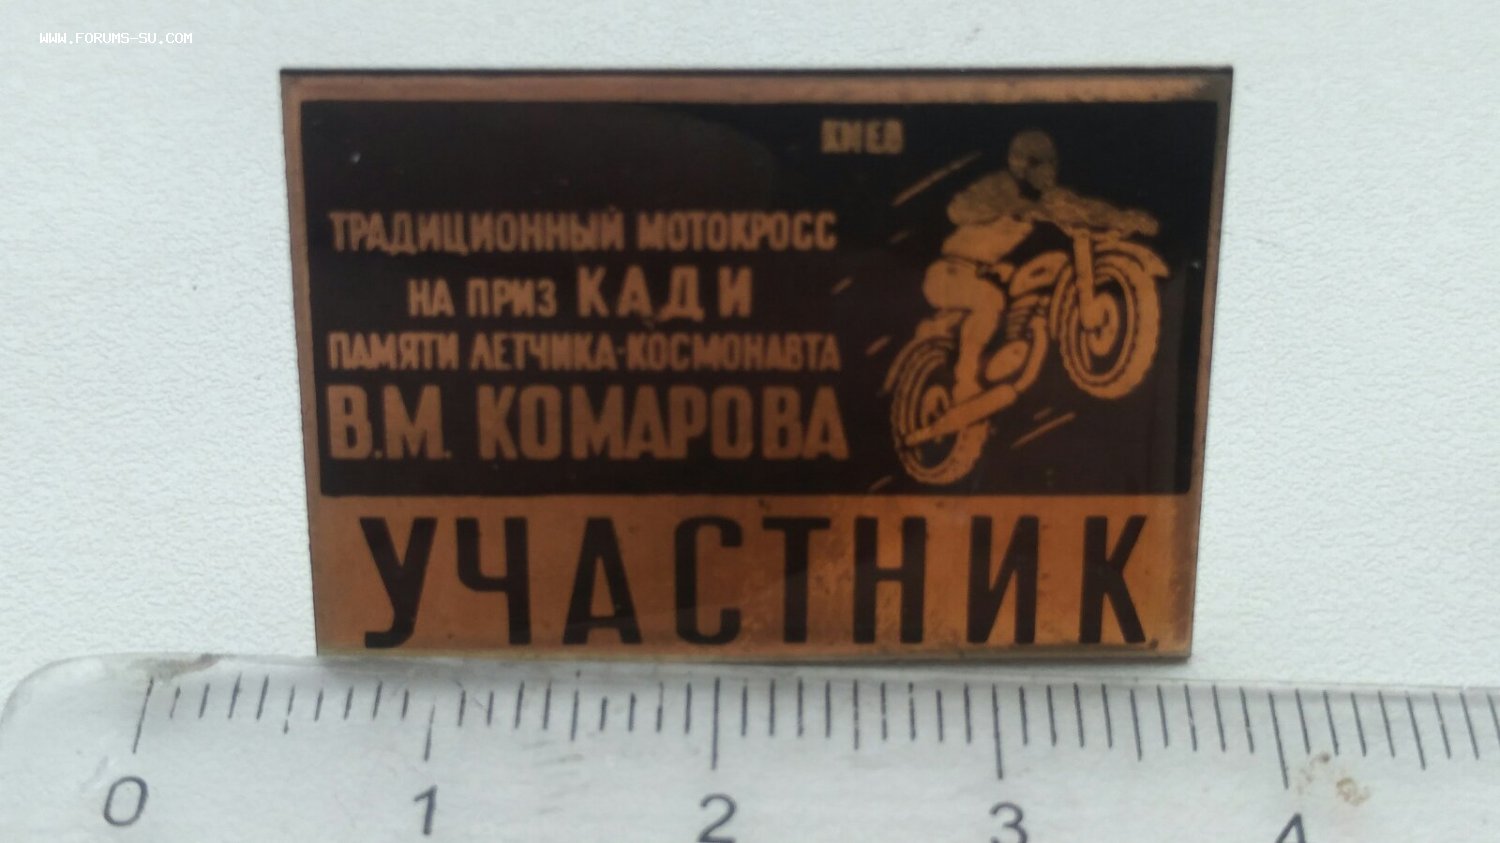 WWW.FORUMS-SU.COM
КИЕВ
ТРАДИЦИОННЫЙ МОТОКРОСС
НА ПРИЗ КАДИ
ПАМЯТИ ЛЕТЧИКА-КОСМОНАВТА
В.М. КОМАРОВА
УЧАСТНИК
0 1 2 3 4